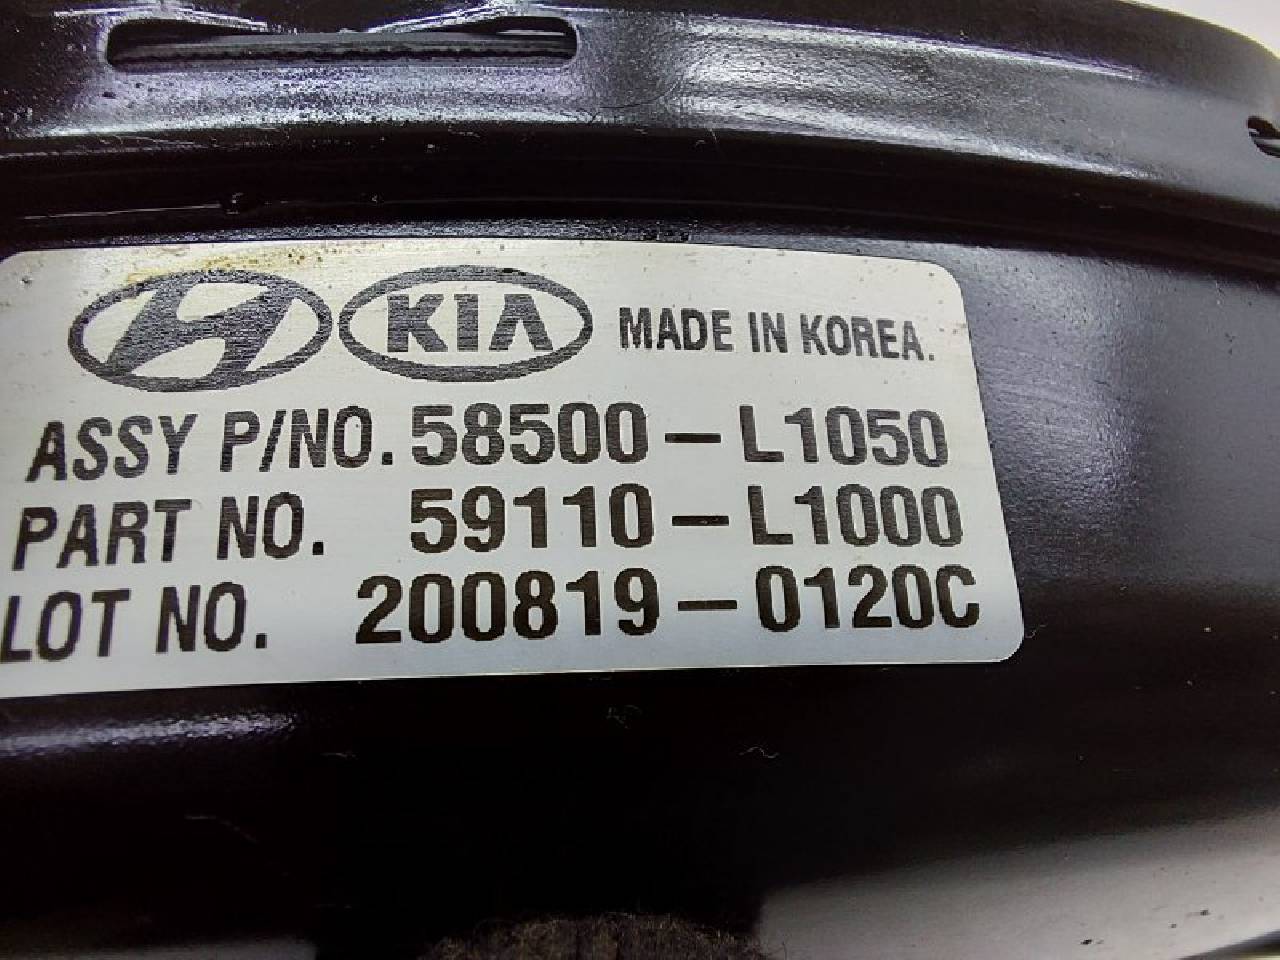 KIA MADE IN KOREA.
ASSY P/NO. 58500-L1050
PART NO. 59110-L1000
LOT NO. 200819-0120C